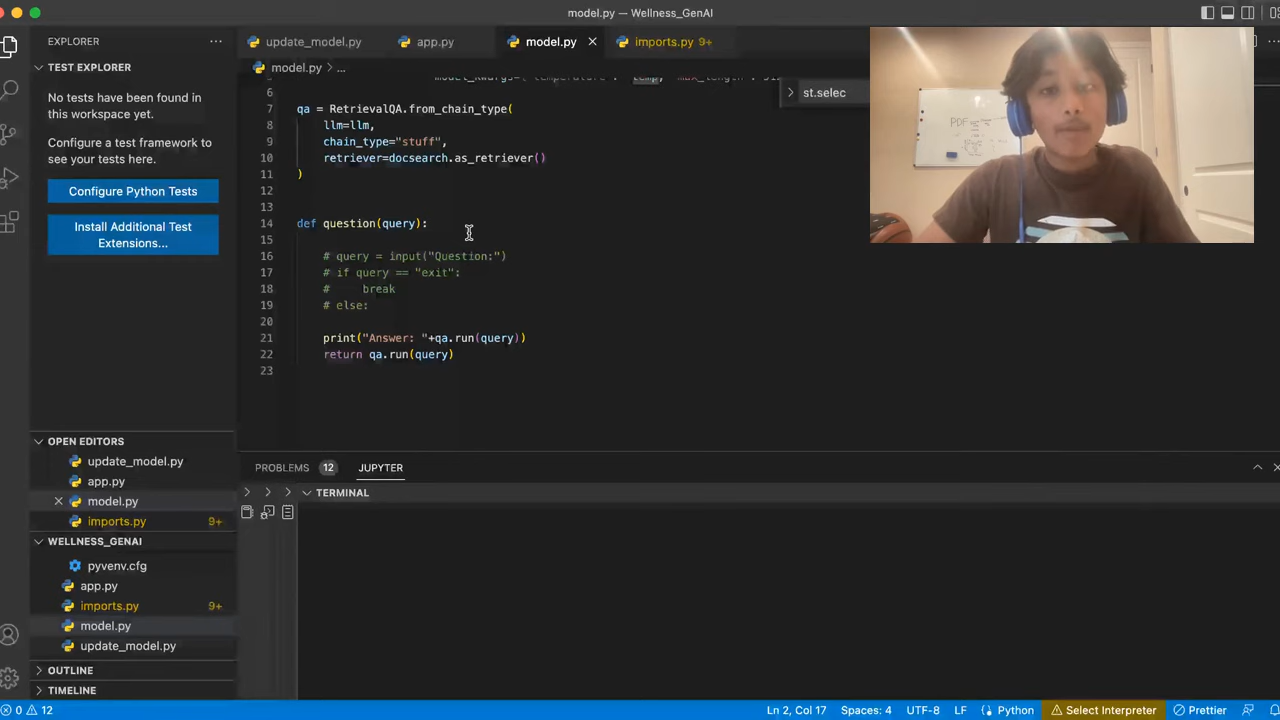 model.py — Wellness_GenAI
EXPLORER
TEST EXPLORER
No tests have been found in
this workspace yet.
Configure a test framework to
see your tests here.
Configure Python Tests
Install Additional Test
Extensions...
OPEN EDITORS
update_model.py
app.py
model.py
imports.py 9+
WELLNESS_GENAI
pyvenv.cfg
app.py
imports.py 9+
model.py
update_model.py
OUTLINE
TIMELINE
update_model.py app.py model.py imports.py 9+
model.py > ...
st.selec
6
7 qa = RetrievalQA.from_chain_type(
8 llm=llm,
9 chain_type="stuff",
10 retriever=docsearch.as_retriever()
11 )
12
13
14 def question(query):
15
16 # query = input("Question:")
17 # if query == "exit":
18 # break
19 # else:
20
21 print("Answer: "+qa.run(query))
22 return qa.run(query)
23
PDF
PROBLEMS 12 JUPYTER
TERMINAL
0 12 Ln 2, Col 17 Spaces: 4 UTF-8 LF Python Select Interpreter Prettier